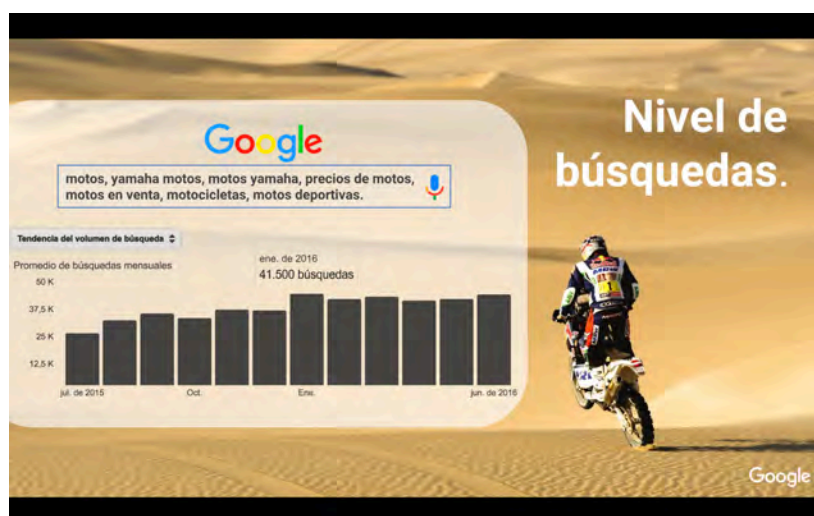 Nivel de
búsquedas.
Google
motos, yamaha motos, motos yamaha, precios de motos,
motos en venta, motocicletas, motos deportivas.
Tendencia del volumen de búsqueda
Promedio de búsquedas mensuales
ene. de 2016
41.500 búsquedas
50 K
37,5 K
25 K
12,5 K
jul. de 2015
Oct.
Ene.
jun. de 2016
1
Google